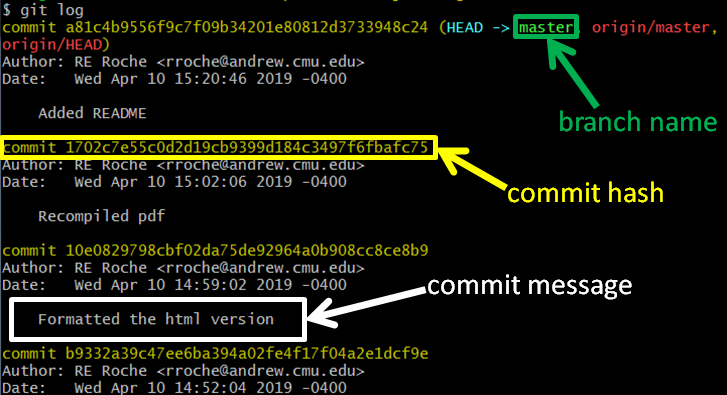 $ git log
commit a81c4b9556f9c7f09b34201e80812d3733948c24 (HEAD -> master, origin/master,
origin/HEAD)
Author: RE Roche <rroche@andrew.cmu.edu>
Date:   Wed Apr 10 15:20:46 2019 -0400
branch name
Added README
commit 1702c7e55c0d2d19cb9399d184c3497f6fbafc75
Author: RE Roche <rroche@andrew.cmu.edu>
Date:   Wed Apr 10 15:02:06 2019 -0400
commit hash
Recompiled pdf
commit 10e0829798cbf02da75de92964a0b908cc8ce8b9
Author: RE Roche <rroche@andrew.cmu.edu>
Date:   Wed Apr 10 14:59:02 2019 -0400
commit message
Formatted the html version
commit b9332a39c47ee6ba394a02fe4f17f04a2e1dcf9e
Author: RE Roche <rroche@andrew.cmu.edu>
Date:   Wed Apr 10 14:52:04 2019 -0400